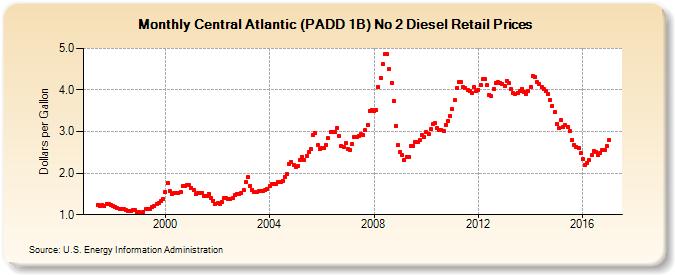 Monthly Central Atlantic (PADD 1B) No 2 Diesel Retail Prices
Dollars per Gallon
5.0
4.0
3.0
2.0
1.0
2000 2004 2008 2012 2016
Source: U.S. Energy Information Administration